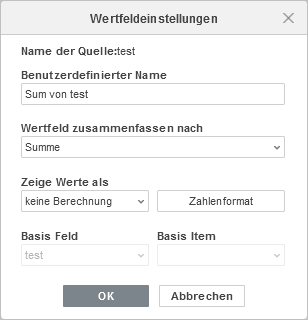 Wertfeldeinstellungen
Name der Quelle:test
Benutzerdefinierter Name
Sum von test
Wertfeld zusammenfassen nach
Summe
Zeige Werte als
keine Berechnung Zahlenformat
Basis Feld Basis Item
test
OK Abbrechen